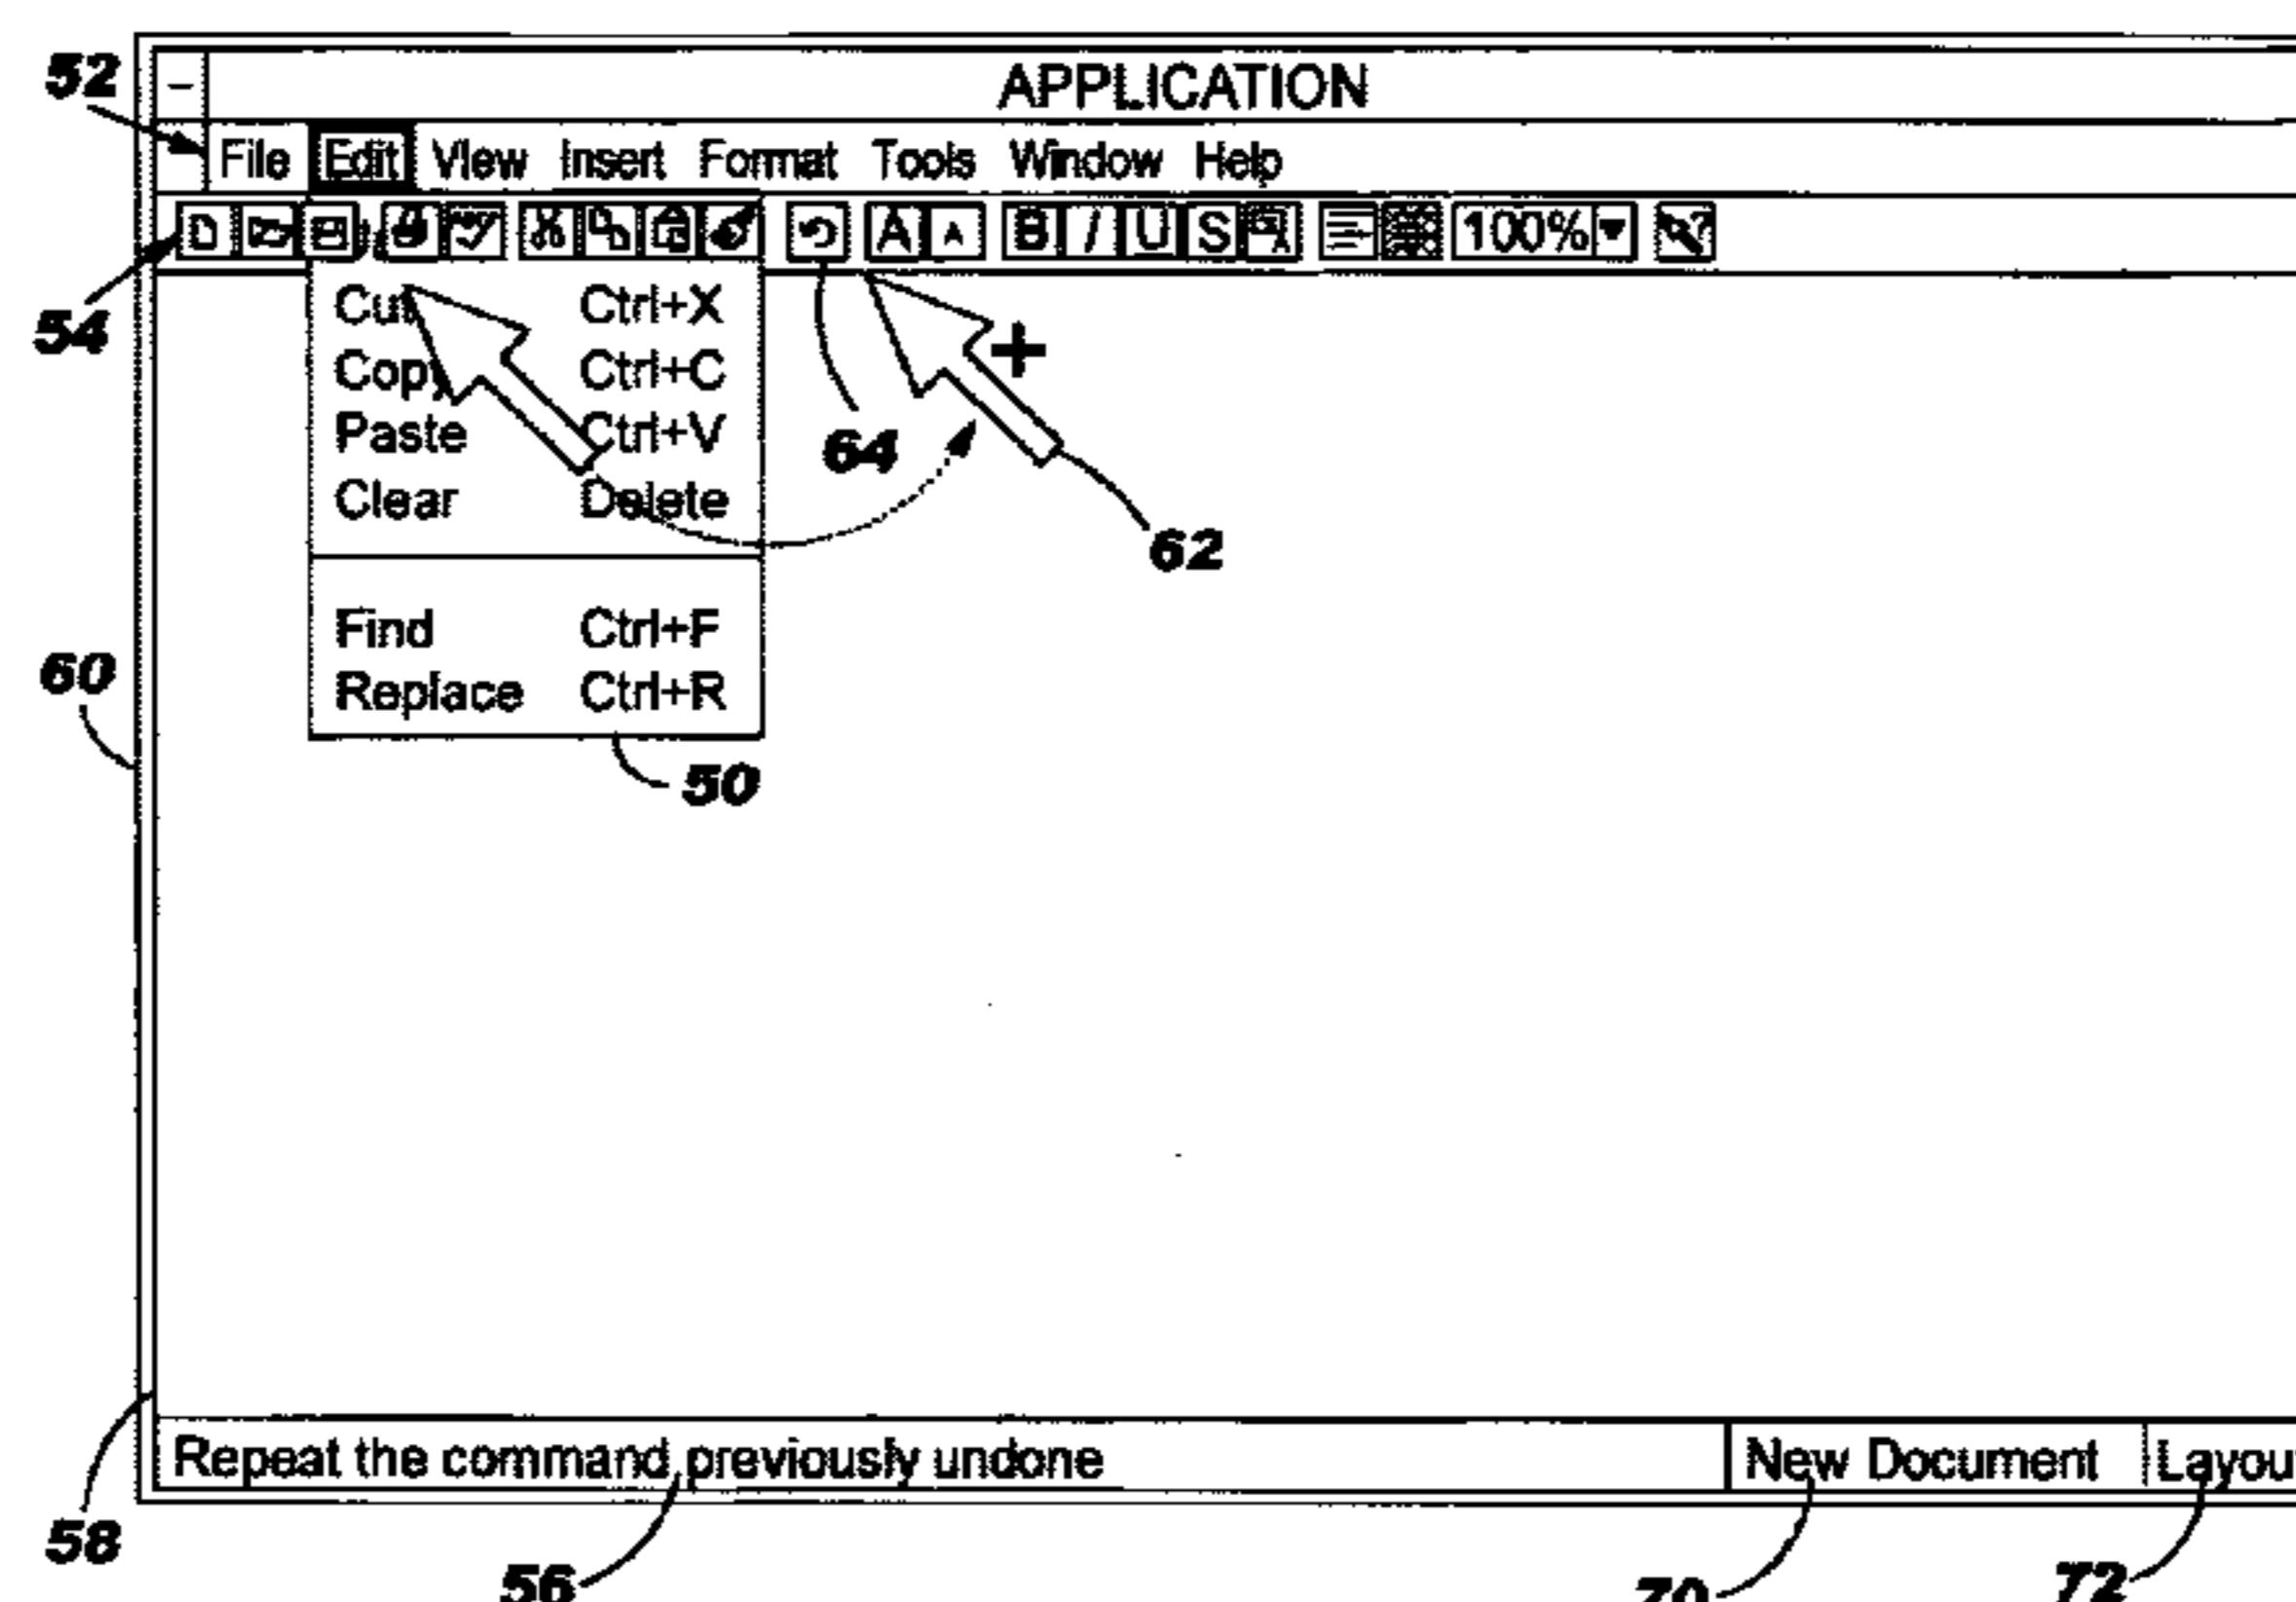 52
APPLICATION
File Edit View Insert Format Tools Window Help
A A B I U S A 100% ?
54
Cut Ctrl+X
Copy Ctrl+C
Paste Ctrl+V
64
Clear Delete
62
Find Ctrl+F
60
Replace Ctrl+R
50
Repeat the command previously undone New Document
58
56 70 72